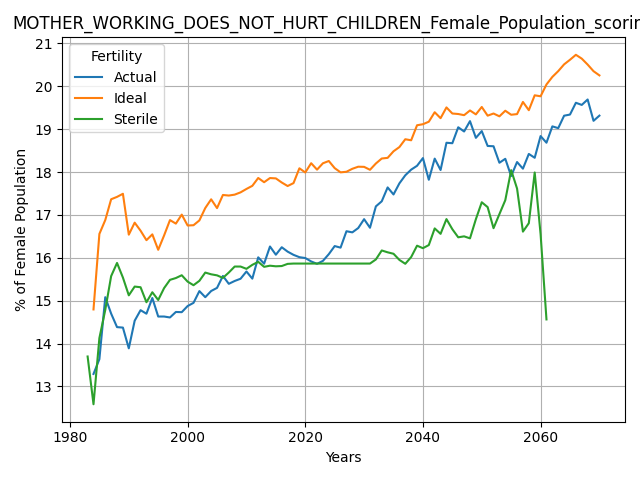 MOTHER_WORKING_DOES_NOT_HURT_CHILDREN_Female_Population_scorin
21
20
19
18
17
16
15
14
13
% of Female Population
Fertility
Actual
Ideal
Sterile
1980
2000
2020
2040
2060
Years